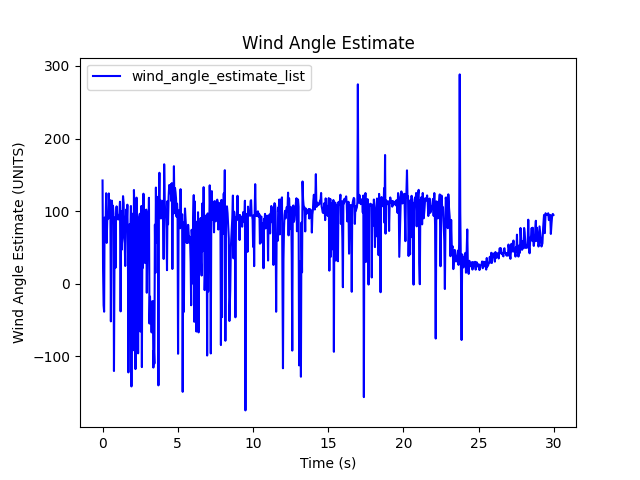 Wind Angle Estimate
wind_angle_estimate_list
Wind Angle Estimate (UNITS)
300
200
100
0
−100
0 5 10 15 20 25 30
Time (s)